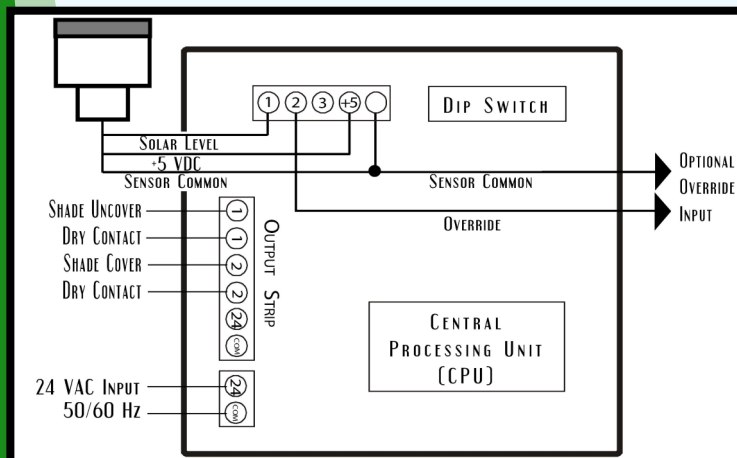 1 2 3 +5
DIP SWITCH
SOLAR LEVEL
+5 VDC
SENSOR COMMON
SENSOR COMMON
OPTIONAL
OVERRIDE
INPUT
OVERRIDE
SHADE UNCOVER
DRY CONTACT
SHADE COVER
DRY CONTACT
1
1
2
2
24
COM
OUTPUT STRIP
CENTRAL
PROCESSING UNIT
(CPU)
24 VAC INPUT
50/60 HZ
24
COM